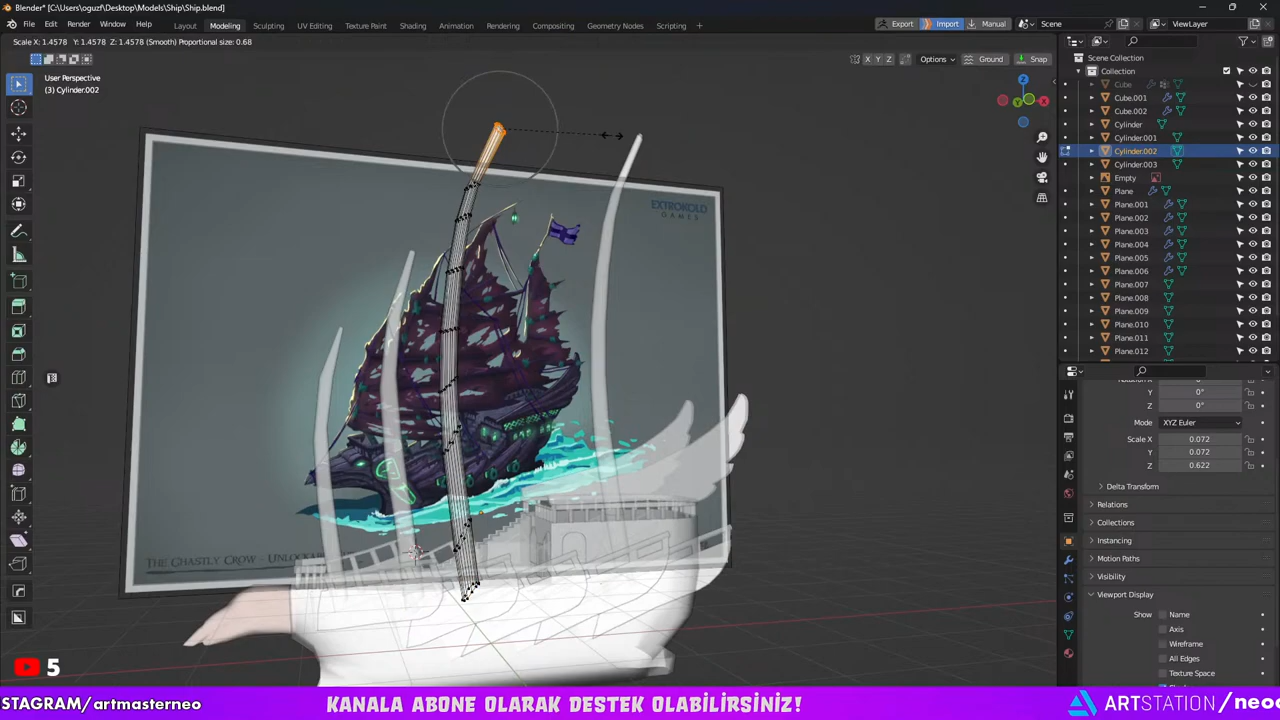 Blender* [C:\Users\oguzf\Desktop\Models\Ship\Ship.blend]
File Edit Render Window Help Layout Modeling Sculpting UV Editing Texture Paint Shading Animation Rendering Compositing Geometry Nodes Scripting + Export Import Manual Scene ViewLayer
Scale X: 1.4578 Y: 1.4578 Z: 1.4578 (Smooth) Proportional size: 0.68
X Y Z Options Ground Snap
User Perspective
(3) Cylinder.002
Z
Y
X
EXTROKOLD
GAMES
Scene Collection
Collection
Cube
Cube.001
Cube.002
Cylinder
Cylinder.001
Cylinder.002
Cylinder.003
Empty
Plane
Plane.001
Plane.002
Plane.003
Plane.004
Plane.005
Plane.006
Plane.007
Plane.008
Plane.009
Plane.010
Plane.011
Plane.012
Y 0°
Z 0°
Mode XYZ Euler
Scale X 0.072
Y 0.072
Z 0.622
Delta Transform
Relations
Collections
Instancing
Motion Paths
Visibility
Viewport Display
Show Name
Axis
Wireframe
All Edges
Texture Space
THE GHASTLY CROW - 
5
STAGRAM/artmasterneo KANALA ABONE OLARAK DESTEK OLABİLİRSİNİZ! ARTSTATION/neo